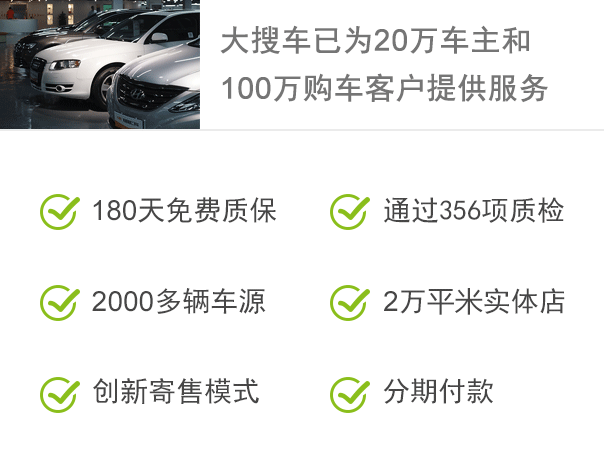 大搜车已为20万车主和
100万购车客户提供服务
180天免费质保
通过356项质检
2000多辆车源
2万平米实体店
创新寄售模式
分期付款